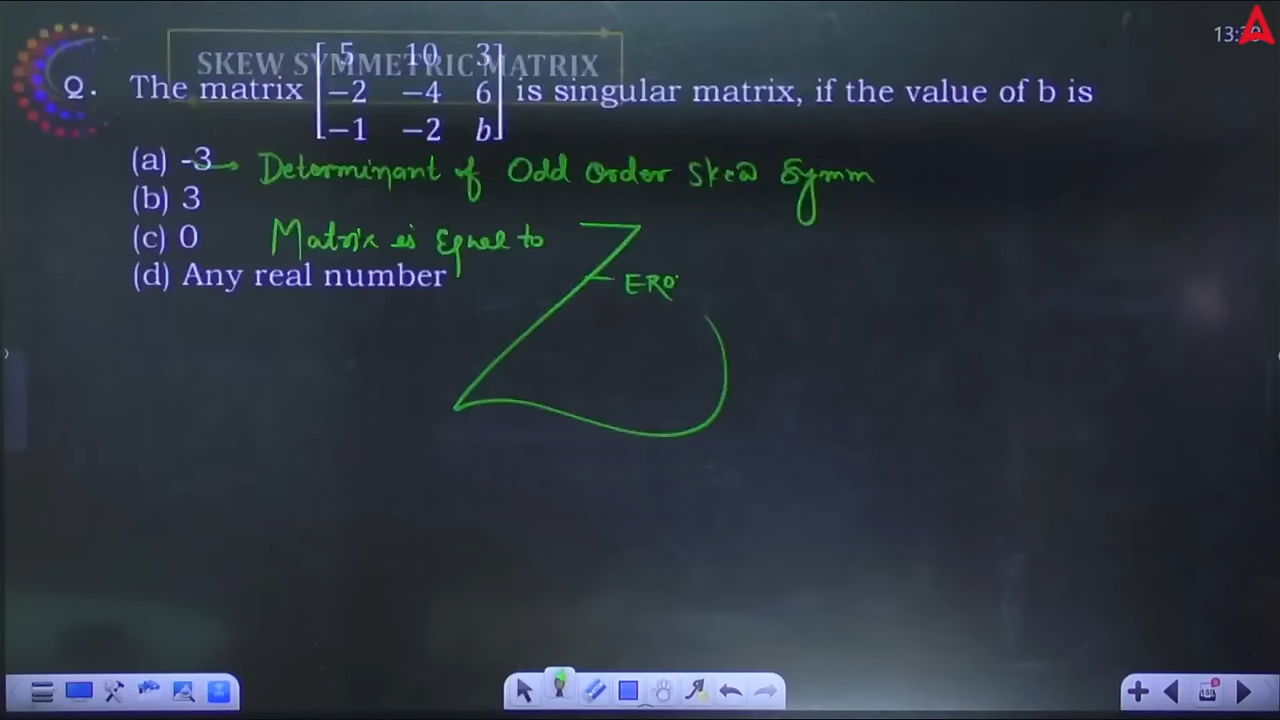 13:30
SKEW SYMMETRIC MATRIX
Q. The matrix [5 10 3
-2 -4 6
-1 -2 b] is singular matrix, if the value of b is
(a) -3
Determinant of Odd Order Skew Symm
(b) 3
(c) 0
Matrix is Equal to ZERO
(d) Any real number